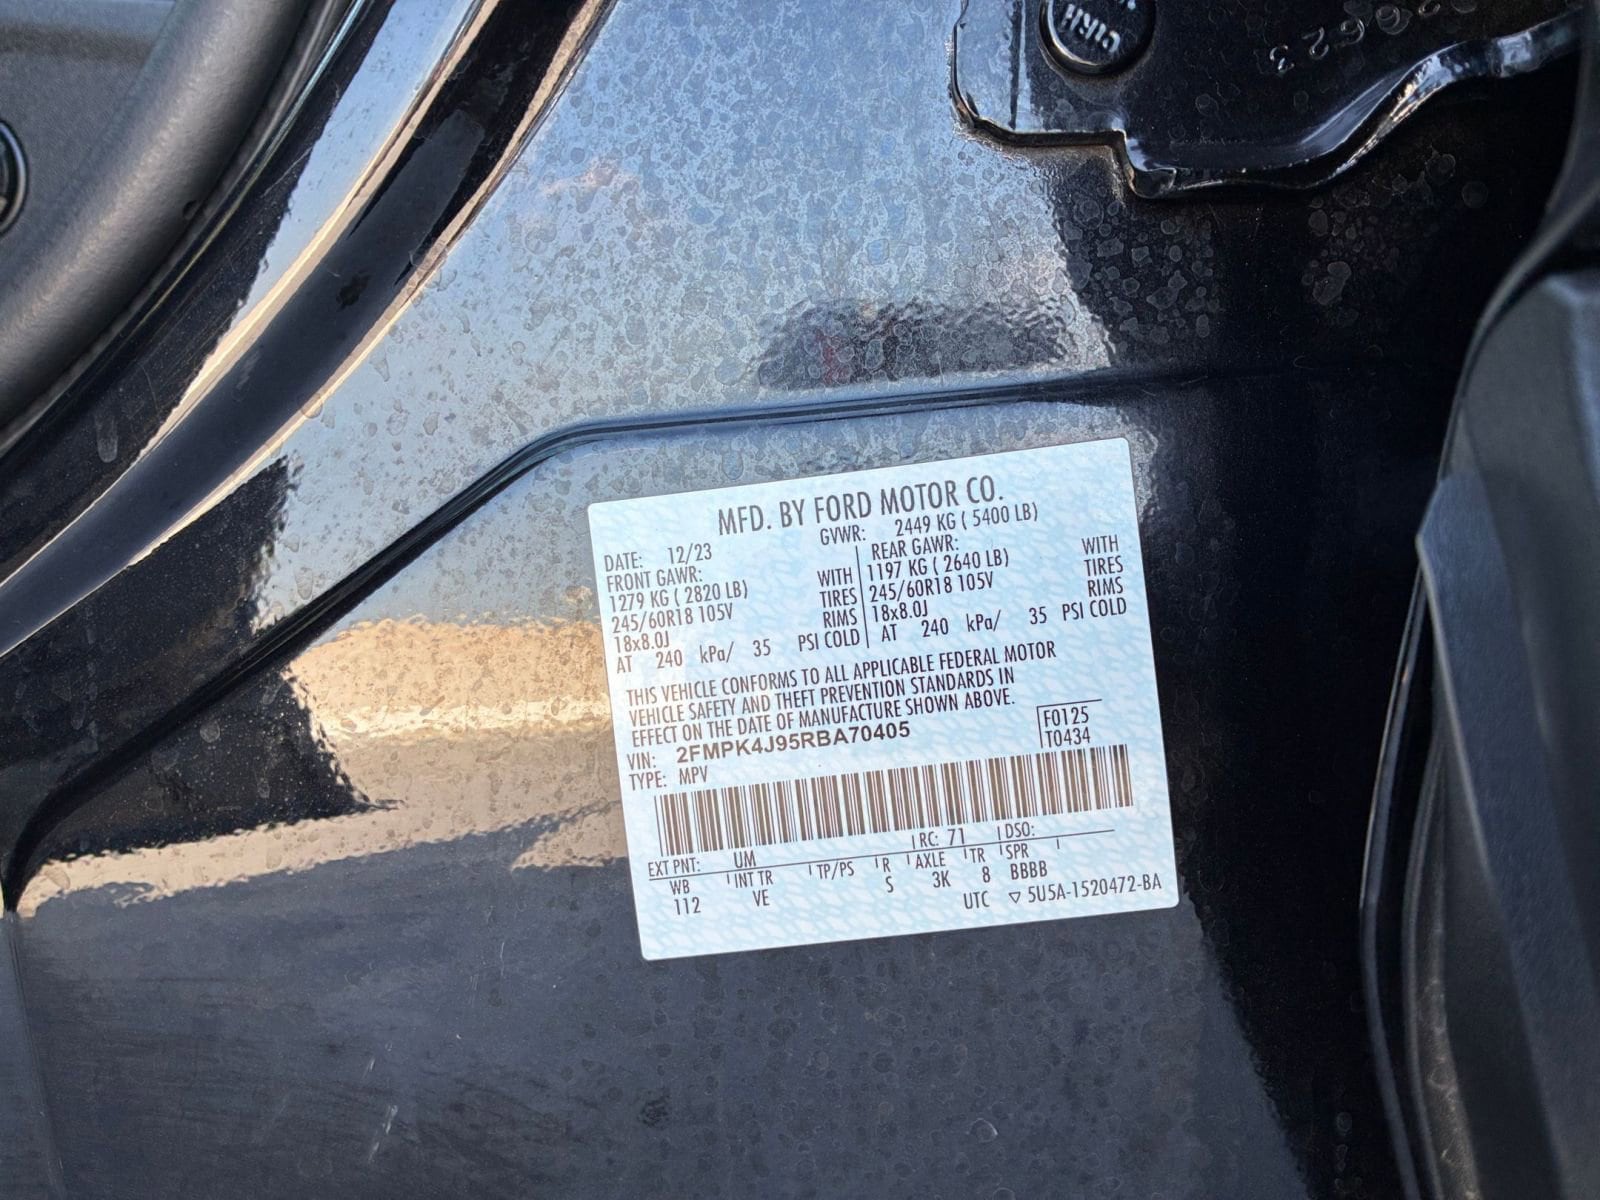 GIRH
20623
MFD. BY FORD MOTOR CO.
DATE: 12/23 GVWR: 2449 KG ( 5400 LB)
FRONT GAWR: REAR GAWR:
1279 KG ( 2820 LB) WITH 1197 KG ( 2640 LB) WITH
245/60R18 105V TIRES 245/60R18 105V TIRES
18x8.0J RIMS 18x8.0J RIMS
AT 240 kPa/ 35 PSI COLD AT 240 kPa/ 35 PSI COLD
THIS VEHICLE CONFORMS TO ALL APPLICABLE FEDERAL MOTOR
VEHICLE SAFETY AND THEFT PREVENTION STANDARDS IN
EFFECT ON THE DATE OF MANUFACTURE SHOWN ABOVE.
VIN: 2FMPK4J95RBA70405 F0125
TYPE: MPV T0434
EXT PNT: UM RC: 71 DSO:
WB INT TR TP/PS R AXLE TR SPR
112 VE S 3K 8 BBBB
UTC ▽ 5U5A-1520472-BA